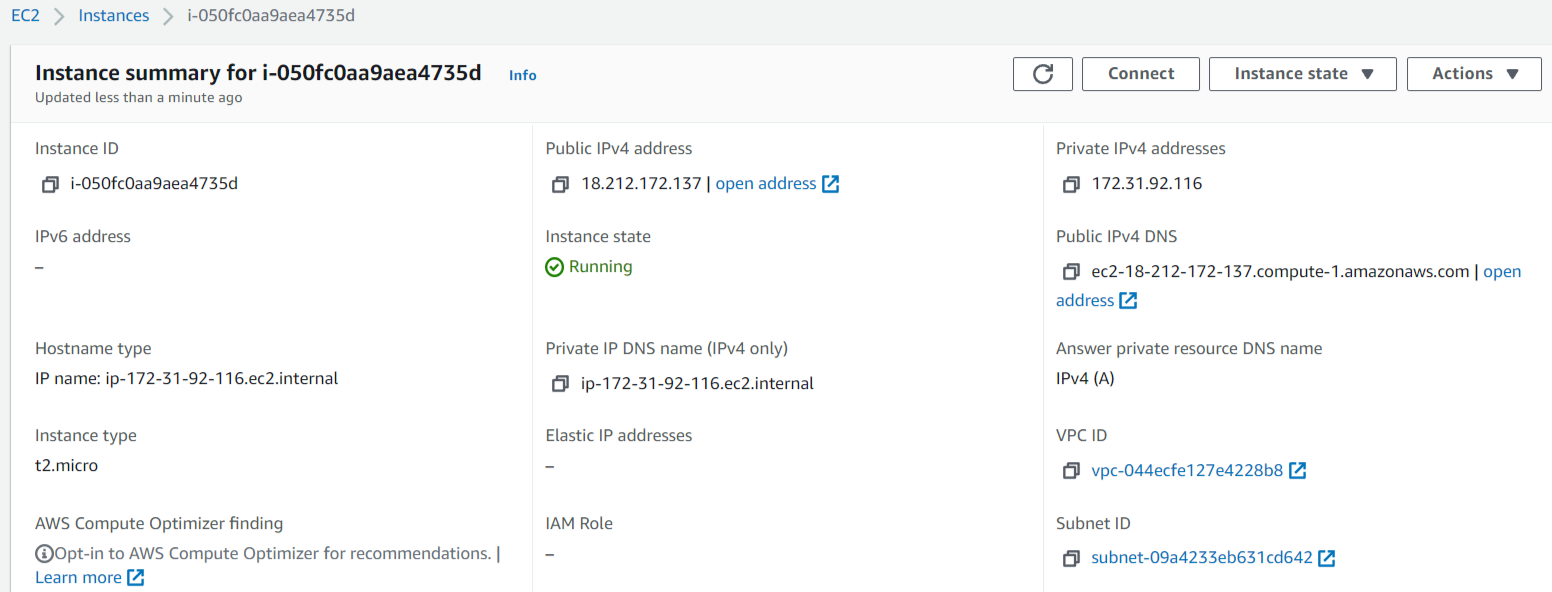 EC2 > Instances > i-050fc0aa9aea4735d
Instance summary for i-050fc0aa9aea4735d Info
Updated less than a minute ago
Connect
Instance state
Actions
Instance ID
i-050fc0aa9aea4735d
Public IPv4 address
18.212.172.137 | open address
Private IPv4 addresses
172.31.92.116
IPv6 address
–
Instance state
Running
Public IPv4 DNS
ec2-18-212-172-137.compute-1.amazonaws.com | open
address
Hostname type
IP name: ip-172-31-92-116.ec2.internal
Private IP DNS name (IPv4 only)
ip-172-31-92-116.ec2.internal
Answer private resource DNS name
IPv4 (A)
Instance type
t2.micro
Elastic IP addresses
–
VPC ID
vpc-044ecfe127e4228b8
AWS Compute Optimizer finding
Opt-in to AWS Compute Optimizer for recommendations. |
Learn more
IAM Role
–
Subnet ID
subnet-09a4233eb631cd642